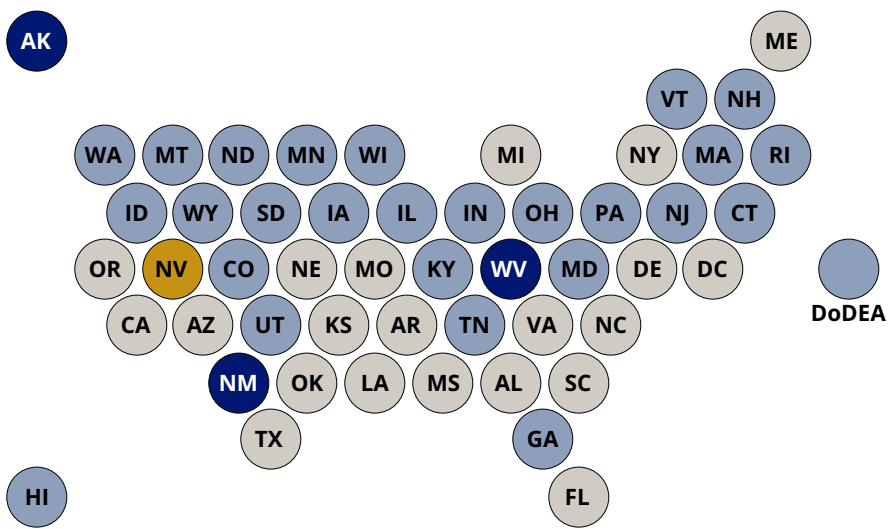 AK ME
VT NH
WA MT ND MN WI MI NY MA RI
ID WY SD IA IL IN OH PA NJ CT
OR NV CO NE MO KY WV MD DE DC
DoDEA
CA AZ UT KS AR TN VA NC
NM OK LA MS AL SC
TX GA
HI FL